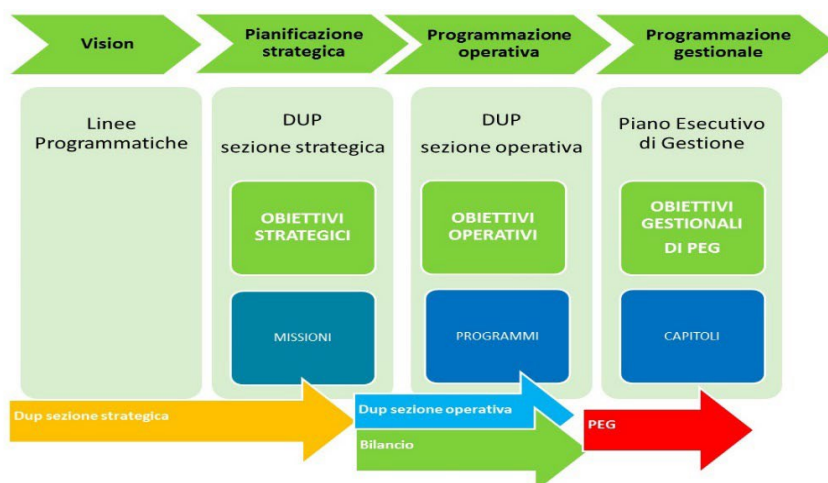 Vision
Pianificazione
strategica
Programmazione
operativa
Programmazione
gestionale
Linee
Programmatiche
DUP
sezione strategica
DUP
sezione operativa
Piano Esecutivo
di Gestione
OBIETTIVI
STRATEGICI
OBIETTIVI
OPERATIVI
OBIETTIVI
GESTIONALI
DI PEG
MISSIONI
PROGRAMMI
CAPITOLI
Dup sezione strategica
Dup sezione operativa
Bilancio
PEG